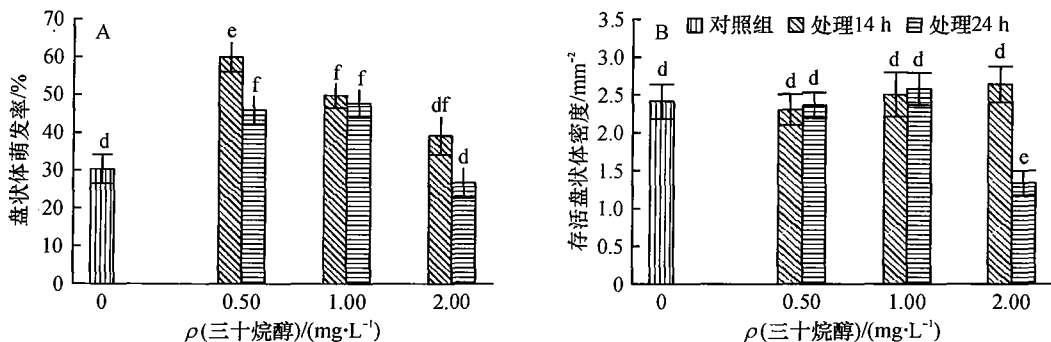 A
盘状体萌发率/%
70
60
50
40
30
20
10
0
d
e
f
f
f
df
d
0
0.50
1.00
2.00
ρ(三十烷醇)/(mg·L⁻¹)
B
对照组 处理14 h 处理24 h
存活盘状体密度/mm⁻²
3.5
3.0
2.5
2.0
1.5
1.0
0.5
0
d
d
d
d
d
d
e
0
0.50
1.00
2.00
ρ(三十烷醇)/(mg·L⁻¹)